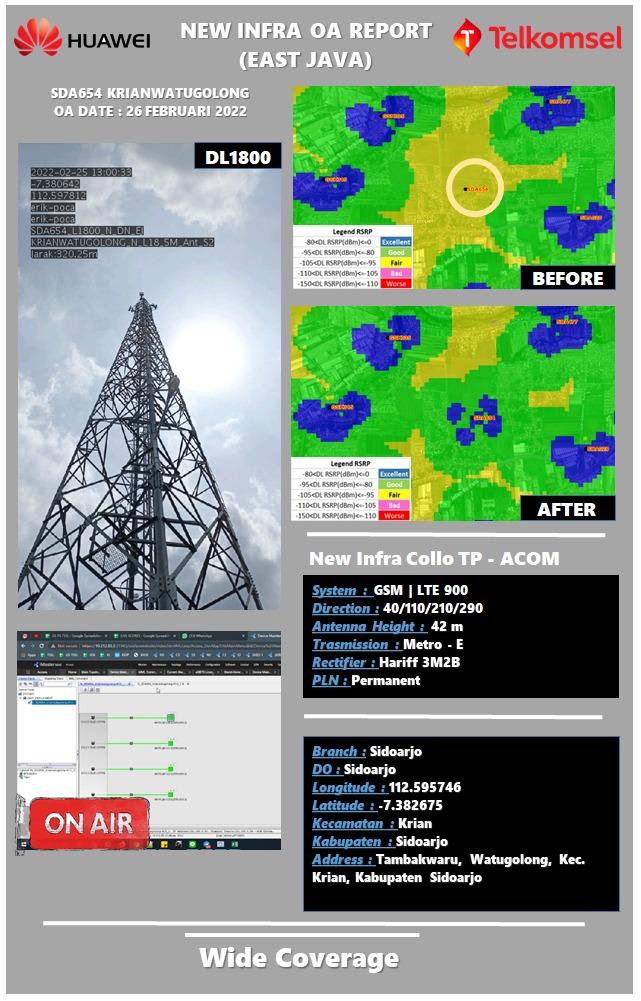 HUAWEI
NEW INFRA OA REPORT
(EAST JAVA)
Telkomsel
SDA654 KRIANWATUGOLONG
OA DATE : 26 FEBRUARI 2022
DL1800
2022-02-25 13:00:33
-7.380642
112.597812
erik-poca
erik-poca
SDA654_L1800_N_DN_EI
KRIANWATUGOLONG_N_L18_5M_Ant_S2
Jarak:320.25m
SDA654
Legend RSRP
-80<DL RSRP(dBm)<=0 Excellent
-95<DL RSRP(dBm)<=-80 Good
-105<DL RSRP(dBm)<=-95 Fair
-110<DL RSRP(dBm)<=-105 Bad
-150<DL RSRP(dBm)<=-110 Worse
BEFORE
Legend RSRP
-80<DL RSRP(dBm)<=0 Excellent
-95<DL RSRP(dBm)<=-80 Good
-105<DL RSRP(dBm)<=-95 Fair
-110<DL RSRP(dBm)<=-105 Bad
-150<DL RSRP(dBm)<=-110 Worse
AFTER
New Infra Collo TP - ACOM
System : GSM | LTE 900
Direction : 40/110/210/290
Antenna Height : 42 m
Trasmission : Metro - E
Rectifier : Hariff 3M2B
PLN : Permanent
ON AIR
Branch : Sidoarjo
DO : Sidoarjo
Longitude : 112.595746
Latitude : -7.382675
Kecamatan : Krian
Kabupaten : Sidoarjo
Address : Tambakwaru, Watugolong, Kec.
Krian, Kabupaten Sidoarjo
Wide Coverage